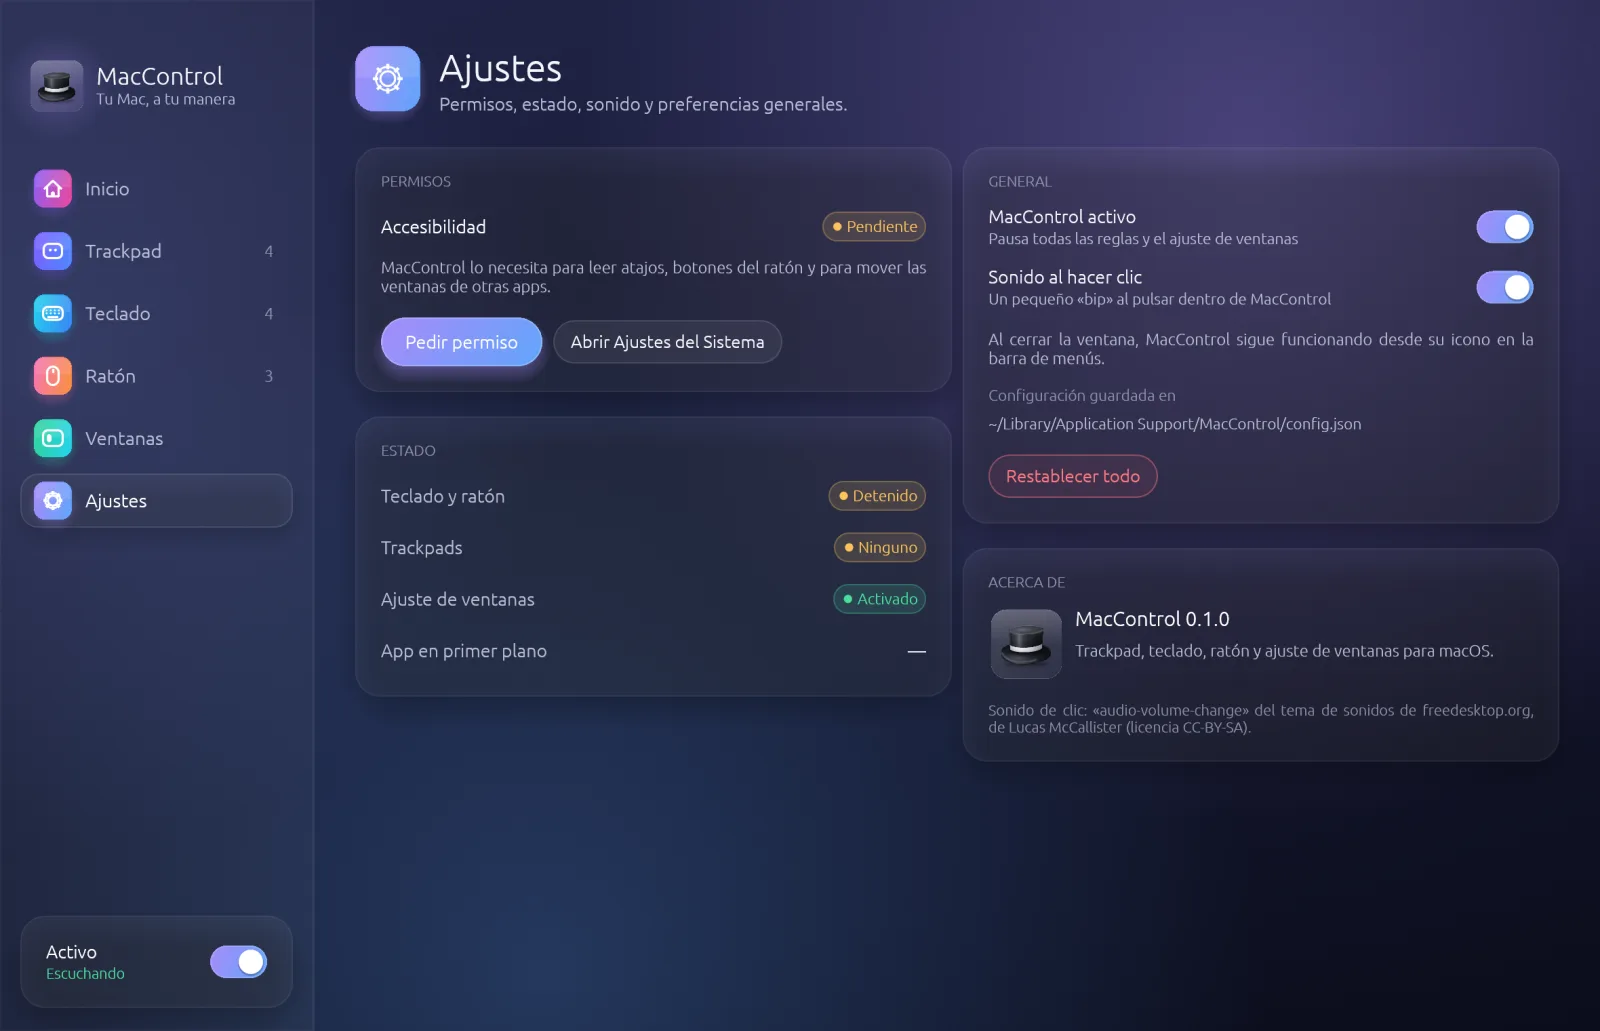 MacControl
Tu Mac, a tu manera
Inicio
Trackpad 4
Teclado 4
Ratón 3
Ventanas
Ajustes
Activo
Escuchando
Ajustes
Permisos, estado, sonido y preferencias generales.
PERMISOS
Accesibilidad Pendiente
MacControl lo necesita para leer atajos, botones del ratón y para mover las
ventanas de otras apps.
Pedir permiso Abrir Ajustes del Sistema
ESTADO
Teclado y ratón Detenido
Trackpads Ninguno
Ajuste de ventanas Activado
App en primer plano —
GENERAL
MacControl activo
Pausa todas las reglas y el ajuste de ventanas
Sonido al hacer clic
Un pequeño «bip» al pulsar dentro de MacControl
Al cerrar la ventana, MacControl sigue funcionando desde su icono en la
barra de menús.
Configuración guardada en
~/Library/Application Support/MacControl/config.json
Restablecer todo
ACERCA DE
MacControl 0.1.0
Trackpad, teclado, ratón y ajuste de ventanas para macOS.
Sonido de clic: «audio-volume-change» del tema de sonidos de freedesktop.org,
de Lucas McCallister (licencia CC-BY-SA).